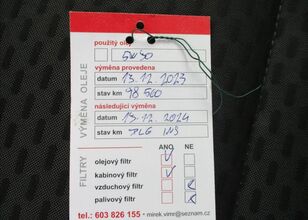 použitý olej
5W30
výměna provedena
datum 13.12.2023
stav km 98 560
následující výměna
datum 13.12.2024
stav km
ANO NE
olejový filtr
kabinový filtr
vzduchový filtr
palivový filtr
VÝMĚNA OLEJE
FILTRY
tel.: 603 826 155 • mirek.vimr@seznam.cz